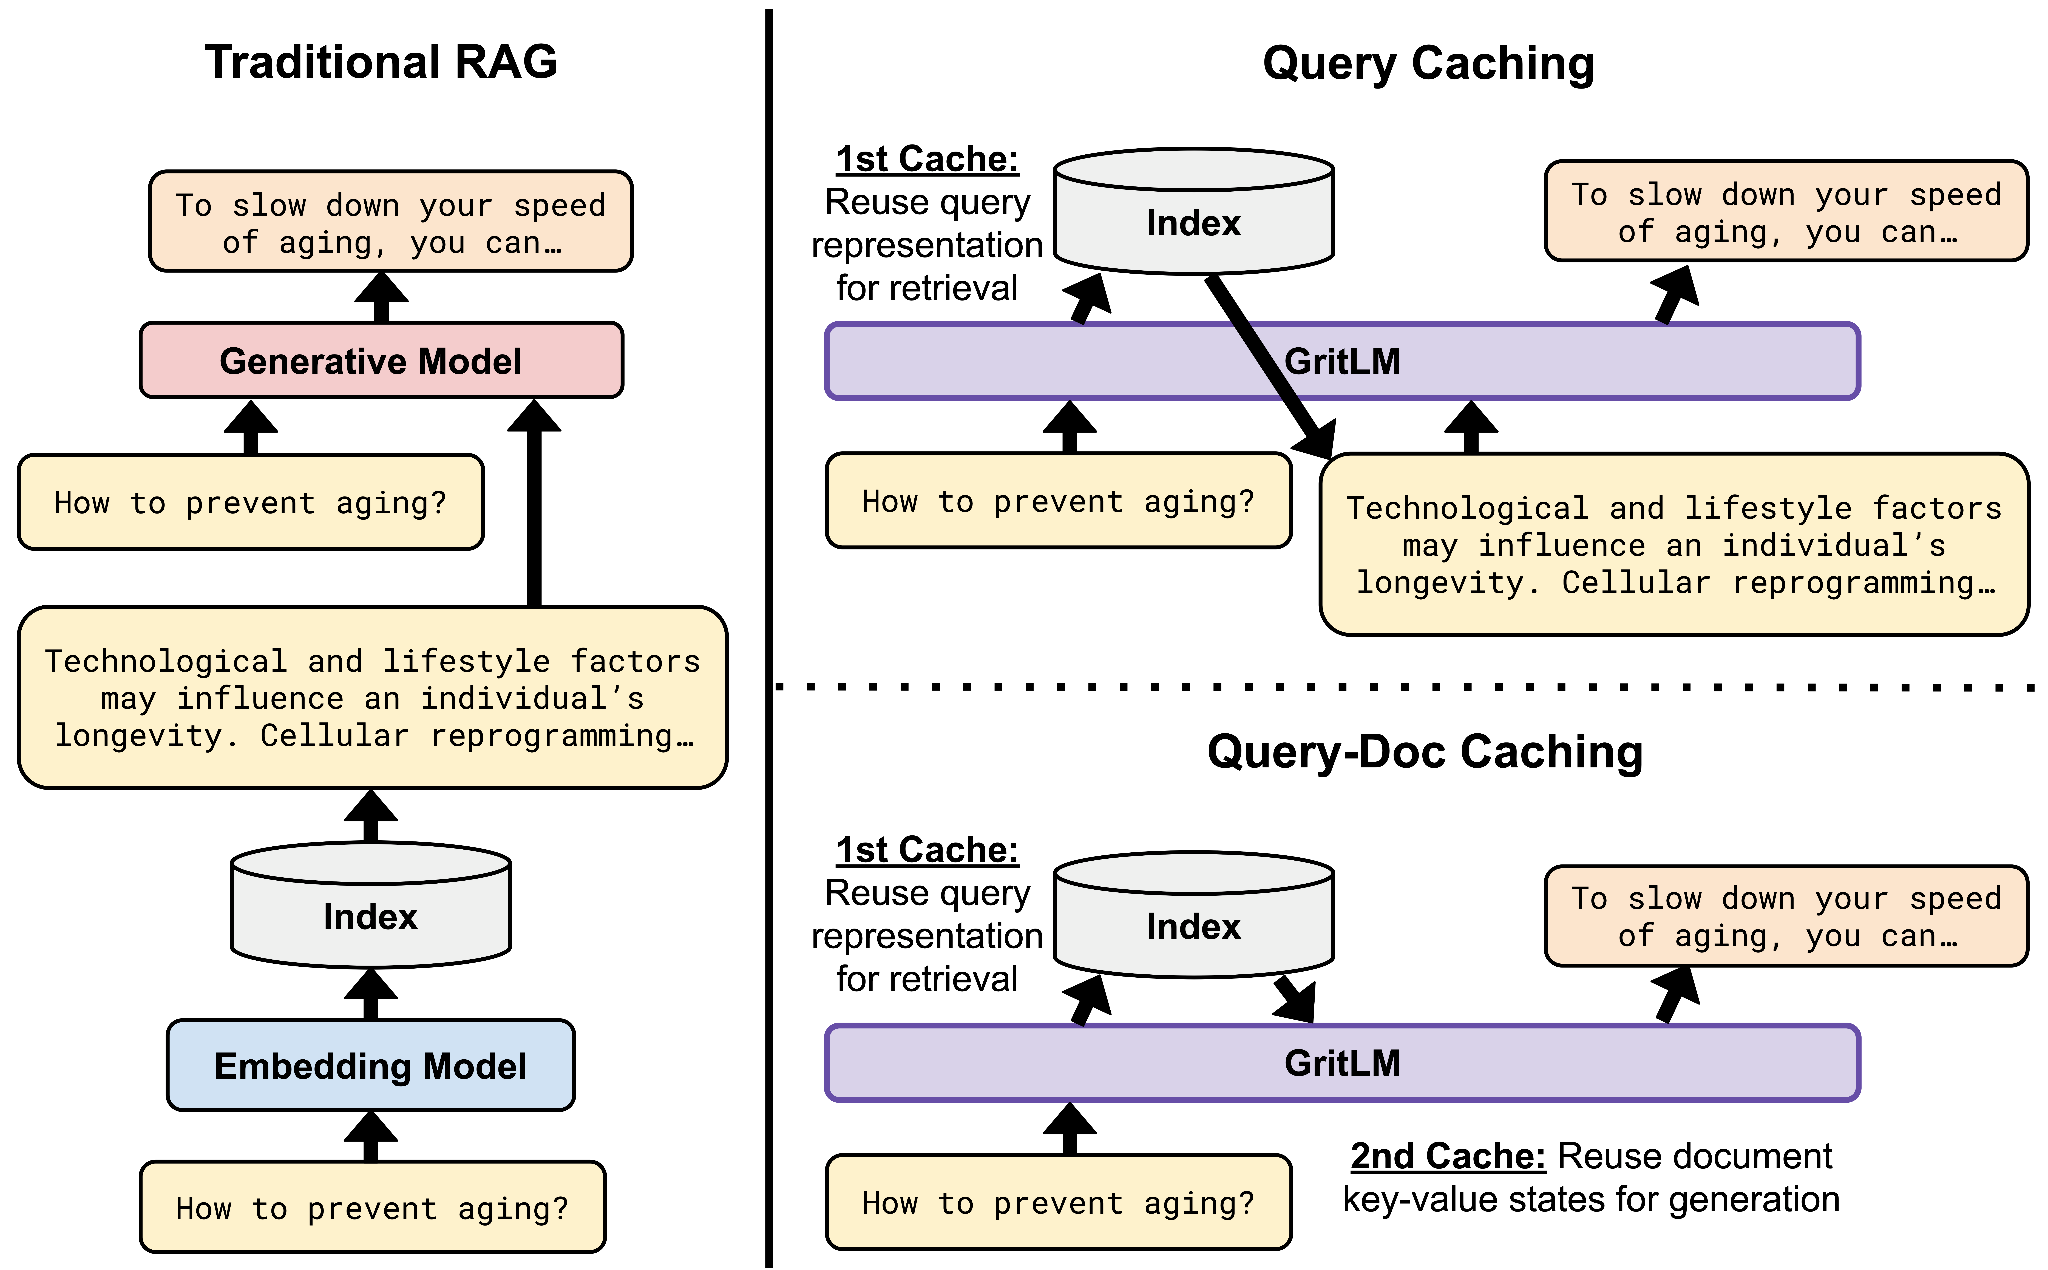 Traditional RAG
To slow down your speed
of aging, you can…
Generative Model
How to prevent aging?
Technological and lifestyle factors
may influence an individual's
longevity. Cellular reprogramming…
Index
Embedding Model
How to prevent aging?
Query Caching
1st Cache:
Reuse query
representation
for retrieval
Index
To slow down your speed
of aging, you can…
GritLM
How to prevent aging?
Technological and lifestyle factors
may influence an individual's
longevity. Cellular reprogramming…
Query-Doc Caching
1st Cache:
Reuse query
representation
for retrieval
Index
To slow down your speed
of aging, you can…
GritLM
How to prevent aging?
2nd Cache: Reuse document
key-value states for generation